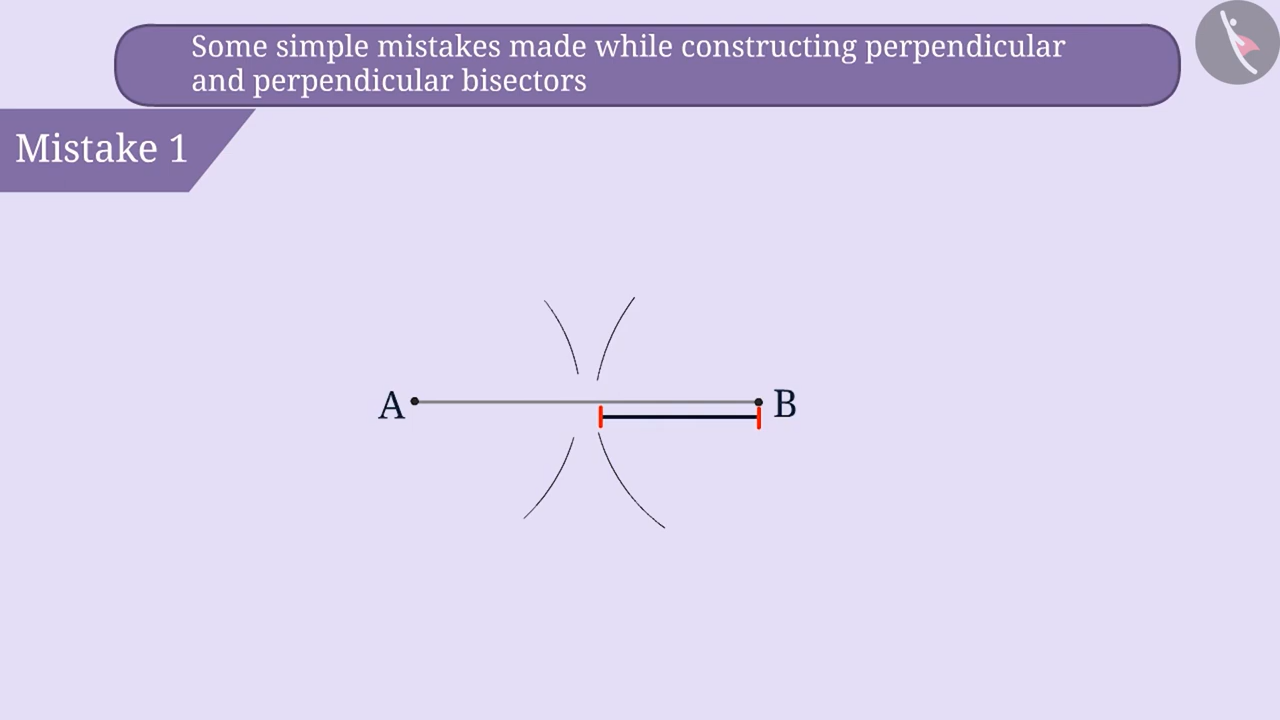 Some simple mistakes made while constructing perpendicular
and perpendicular bisectors
Mistake 1
A B